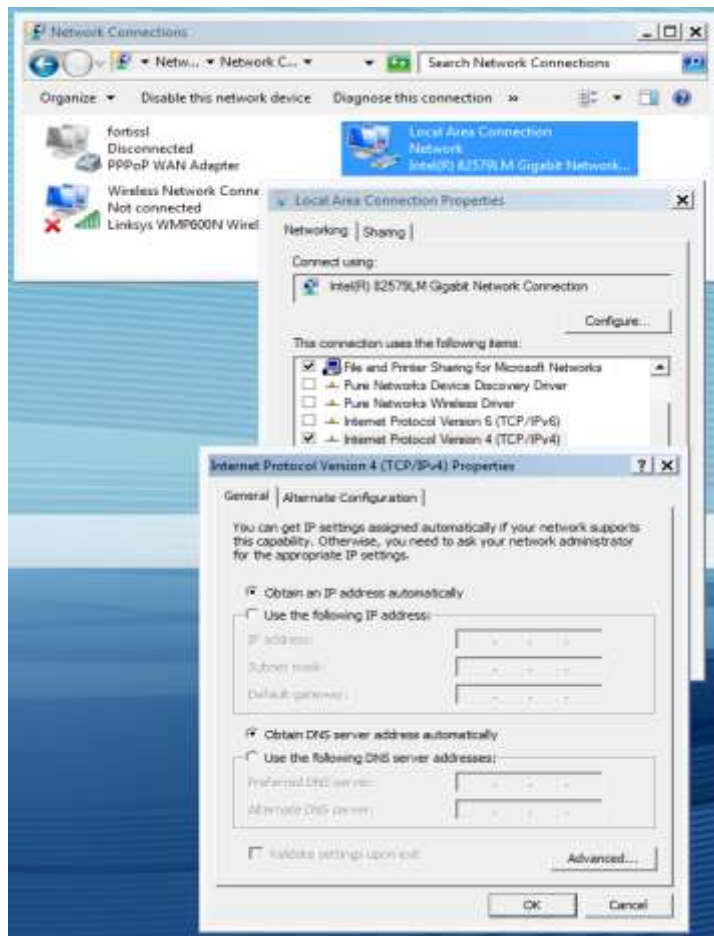 Network Connections
Netw... Network C...
Search Network Connections
Organize
Disable this network device
Diagnose this connection
»
fortissl
Disconnected
PPPoP WAN Adapter
Local Area Connection
Network
Intel(R) 82579LM Gigabit Network...
Wireless Network Conne
Not connected
Linksys WMP600N Wirel
Local Area Connection Properties
Networking
Sharing
Connect using:
Intel(R) 82579LM Gigabit Network Connection
Configure...
This connection uses the following items:
File and Printer Sharing for Microsoft Networks
Pure Networks Device Discovery Driver
Pure Networks Wireless Driver
Internet Protocol Version 6 (TCP/IPv6)
Internet Protocol Version 4 (TCP/IPv4)
Internet Protocol Version 4 (TCP/IPv4) Properties
General
Alternate Configuration
You can get IP settings assigned automatically if your network supports
this capability. Otherwise, you need to ask your network administrator
for the appropriate IP settings.
Obtain an IP address automatically
Use the following IP address:
IP address:
Subnet mask:
Default gateway:
Obtain DNS server address automatically
Use the following DNS server addresses:
Preferred DNS server:
Alternate DNS server:
Validate settings upon exit
Advanced...
OK
Cancel